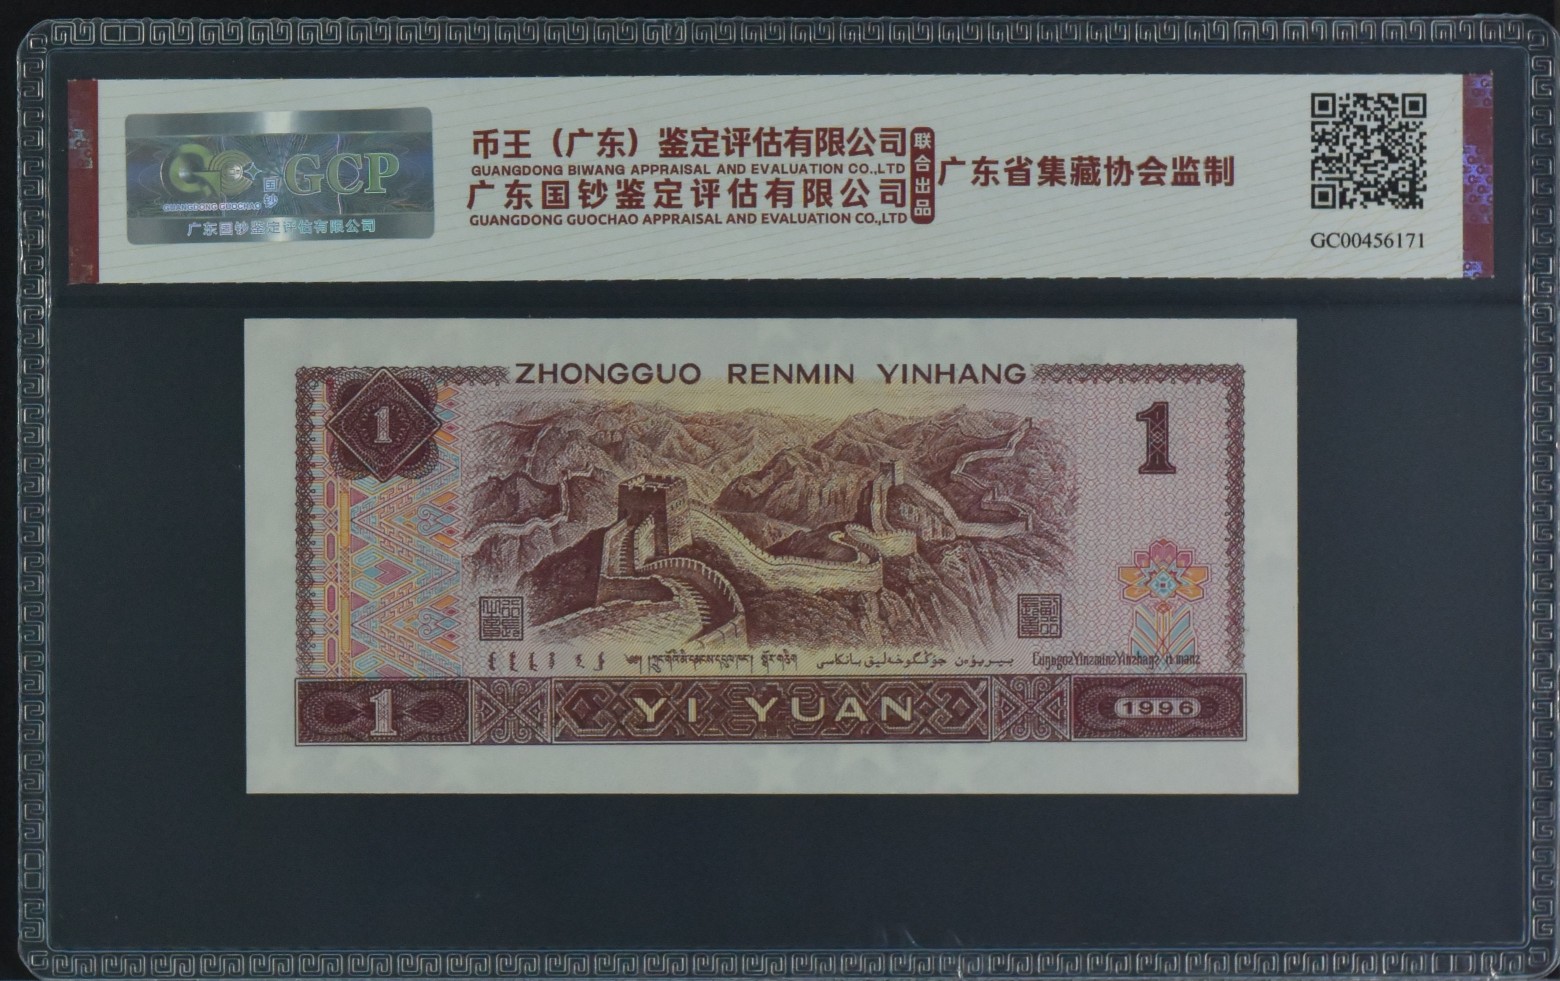 GCP
国钞
GUANGDONG GUOCHAO
广东国钞鉴定评估有限公司
币王（广东）鉴定评估有限公司
GUANGDONG BIWANG APPRAISAL AND EVALUATION CO.,LTD
广东国钞鉴定评估有限公司
GUANGDONG GUOCHAO APPRAISAL AND EVALUATION CO.,LTD
联合出品
广东省集藏协会监制
GC00456171
ZHONGGUO RENMIN YINHANG
1
1
1
YI YUAN
1996